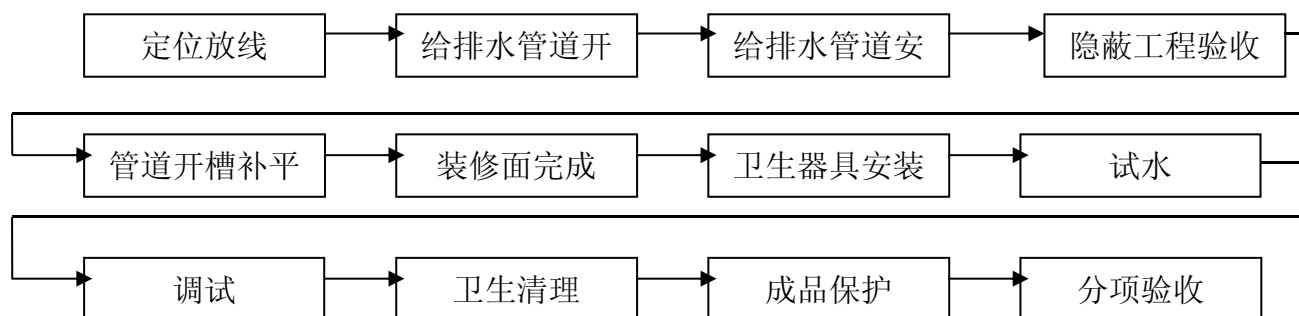 定位放线
给排水管道开
给排水管道安
隐蔽工程验收
管道开槽补平
装修面完成
卫生器具安装
试水
调试
卫生清理
成品保护
分项验收